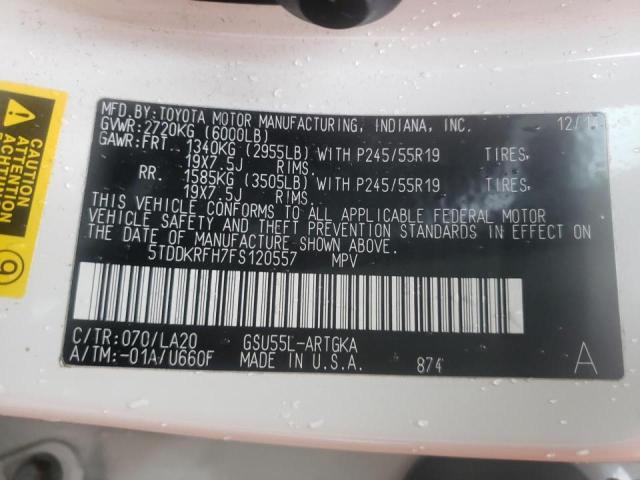 MFD.BY:TOYOTA MOTOR MANUFACTURING, INDIANA, INC. 12/14
GVWR:2720KG (6000LB)
GAWR:FRT 1340KG (2955LB) WITH P245/55R19 TIRES,
19X7.5J RIMS.
RR. 1585KG (3505LB) WITH P245/55R19 TIRES,
19X7.5J RIMS.
THIS VEHICLE CONFORMS TO ALL APPLICABLE FEDERAL MOTOR
VEHICLE SAFETY AND THEFT PREVENTION STANDARDS IN EFFECT ON
THE DATE OF MANUFACTURE SHOWN ABOVE.
5TDDKRFH7FS120557 MPV
C/TR:070/LA20 GSU55L-ARTGKA
A/TM:-01A/U660F MADE IN U.S.A. 874 A
CAUTION
ATTENTION
ACHTUNG